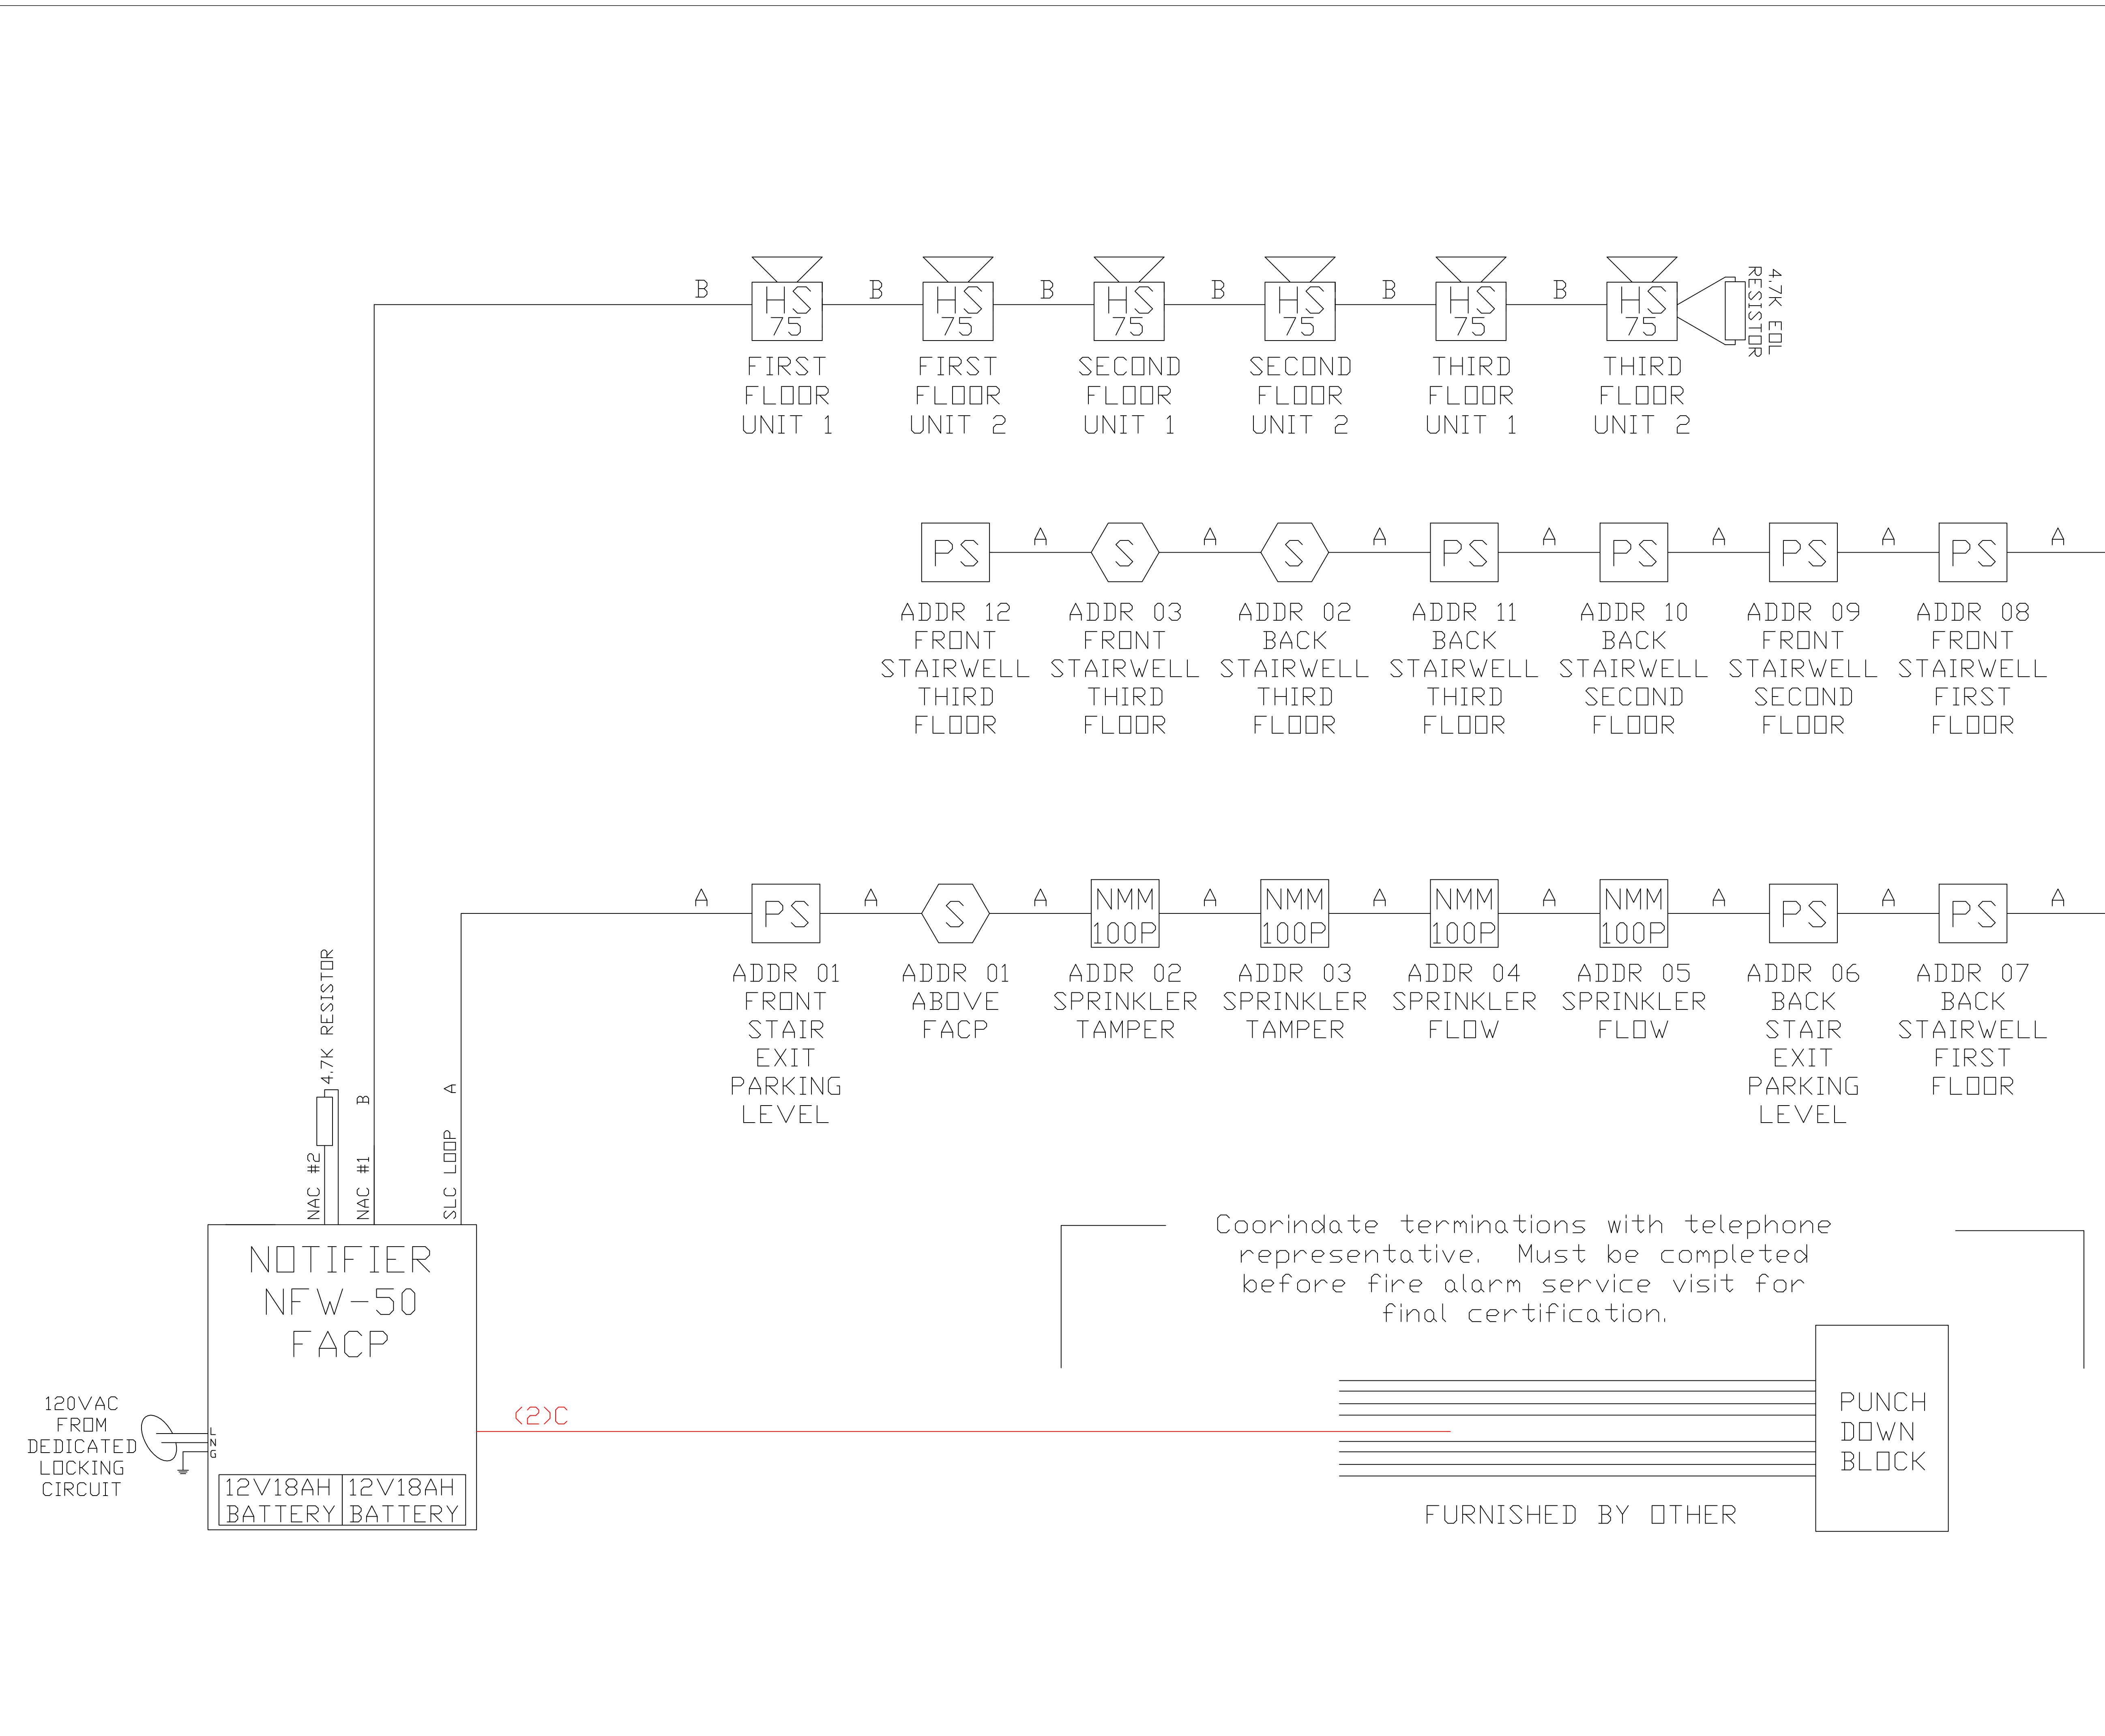 B B B B B B
HS 75
HS 75
HS 75
HS 75
HS 75
HS 75
4.7K EOL
RESISTOR
FIRST
FLOOR
UNIT 1
FIRST
FLOOR
UNIT 2
SECOND
FLOOR
UNIT 1
SECOND
FLOOR
UNIT 2
THIRD
FLOOR
UNIT 1
THIRD
FLOOR
UNIT 2
PS A S A S A PS A PS A PS A PS A
ADDR 12
FRONT
STAIRWELL
THIRD
FLOOR
ADDR 03
FRONT
STAIRWELL
THIRD
FLOOR
ADDR 02
BACK
STAIRWELL
THIRD
FLOOR
ADDR 11
BACK
STAIRWELL
THIRD
FLOOR
ADDR 10
BACK
STAIRWELL
SECOND
FLOOR
ADDR 09
FRONT
STAIRWELL
SECOND
FLOOR
ADDR 08
FRONT
STAIRWELL
FIRST
FLOOR
A A A A A A A A A
PS
ADDR 01
FRONT
STAIR
EXIT
PARKING
LEVEL
S
ADDR 01
ABOVE
FACP
NMM
100P
ADDR 02
SPRINKLER
TAMPER
NMM
100P
ADDR 03
SPRINKLER
TAMPER
NMM
100P
ADDR 04
SPRINKLER
FLOW
NMM
100P
ADDR 05
SPRINKLER
FLOW
PS
ADDR 06
BACK
STAIR
EXIT
PARKING
LEVEL
PS
ADDR 07
BACK
STAIRWELL
FIRST
FLOOR
4.7K RESISTOR
NAC #2
NAC #1 B
SLC LOOP A
NOTIFIER
NFW-50
FACP
120VAC
FROM
DEDICATED
LOCKING
CIRCUIT
L
N
G
12V18AH
BATTERY
12V18AH
BATTERY
(2)C
Coorindate terminations with telephone
representative. Must be completed
before fire alarm service visit for
final certification.
PUNCH
DOWN
BLOCK
FURNISHED BY OTHER